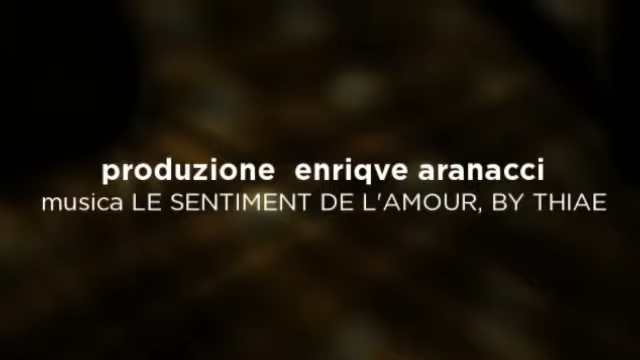 produzione enriqve aranacci
musica LE SENTIMENT DE L'AMOUR, BY THIAE